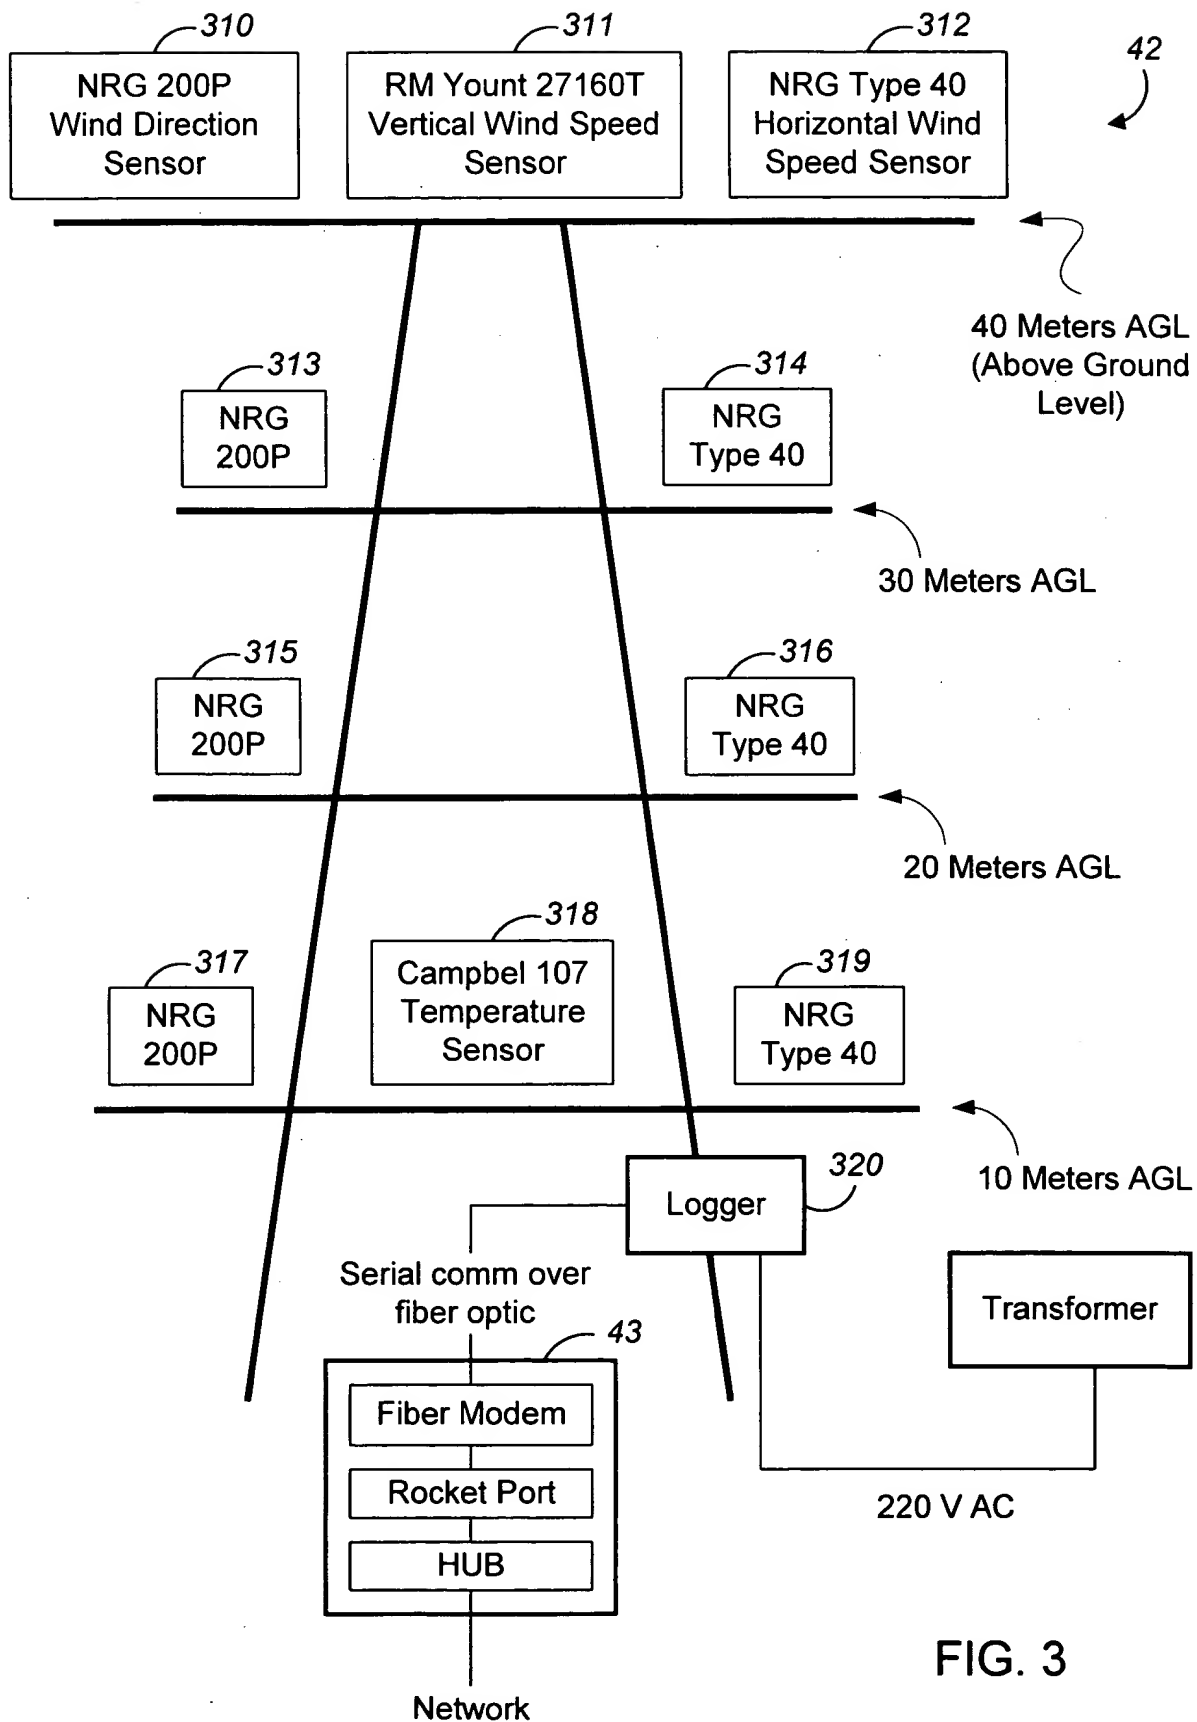 310
311
312
42
NRG 200P
Wind Direction
Sensor
RM Yount 27160T
Vertical Wind Speed
Sensor
NRG Type 40
Horizontal Wind
Speed Sensor
40 Meters AGL
(Above Ground
Level)
313
314
NRG
200P
NRG
Type 40
30 Meters AGL
315
316
NRG
200P
NRG
Type 40
20 Meters AGL
317
318
319
NRG
200P
Campbel 107
Temperature
Sensor
NRG
Type 40
10 Meters AGL
320
Logger
Serial comm over
fiber optic
Transformer
43
Fiber Modem
Rocket Port
HUB
220 V AC
Network
FIG. 3